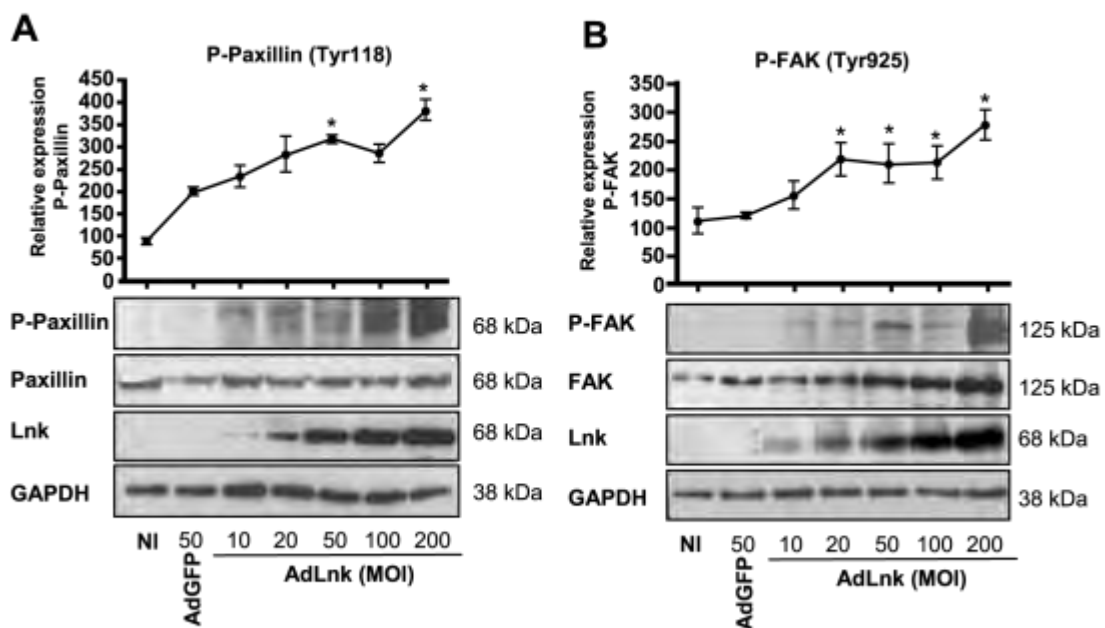 A
P-Paxillin (Tyr118)
Relative expression
P-Paxillin
450
400
350
300
250
200
150
100
50
0
*
*
P-Paxillin
68 kDa
Paxillin
68 kDa
Lnk
68 kDa
GAPDH
38 kDa
NI
50
10
20
50
100
200
AdGFP
AdLnk (MOI)
B
P-FAK (Tyr925)
Relative expression
P-FAK
350
300
250
200
150
100
50
0
*
*
*
*
P-FAK
125 kDa
FAK
125 kDa
Lnk
68 kDa
GAPDH
38 kDa
NI
50
10
20
50
100
200
AdGFP
AdLnk (MOI)